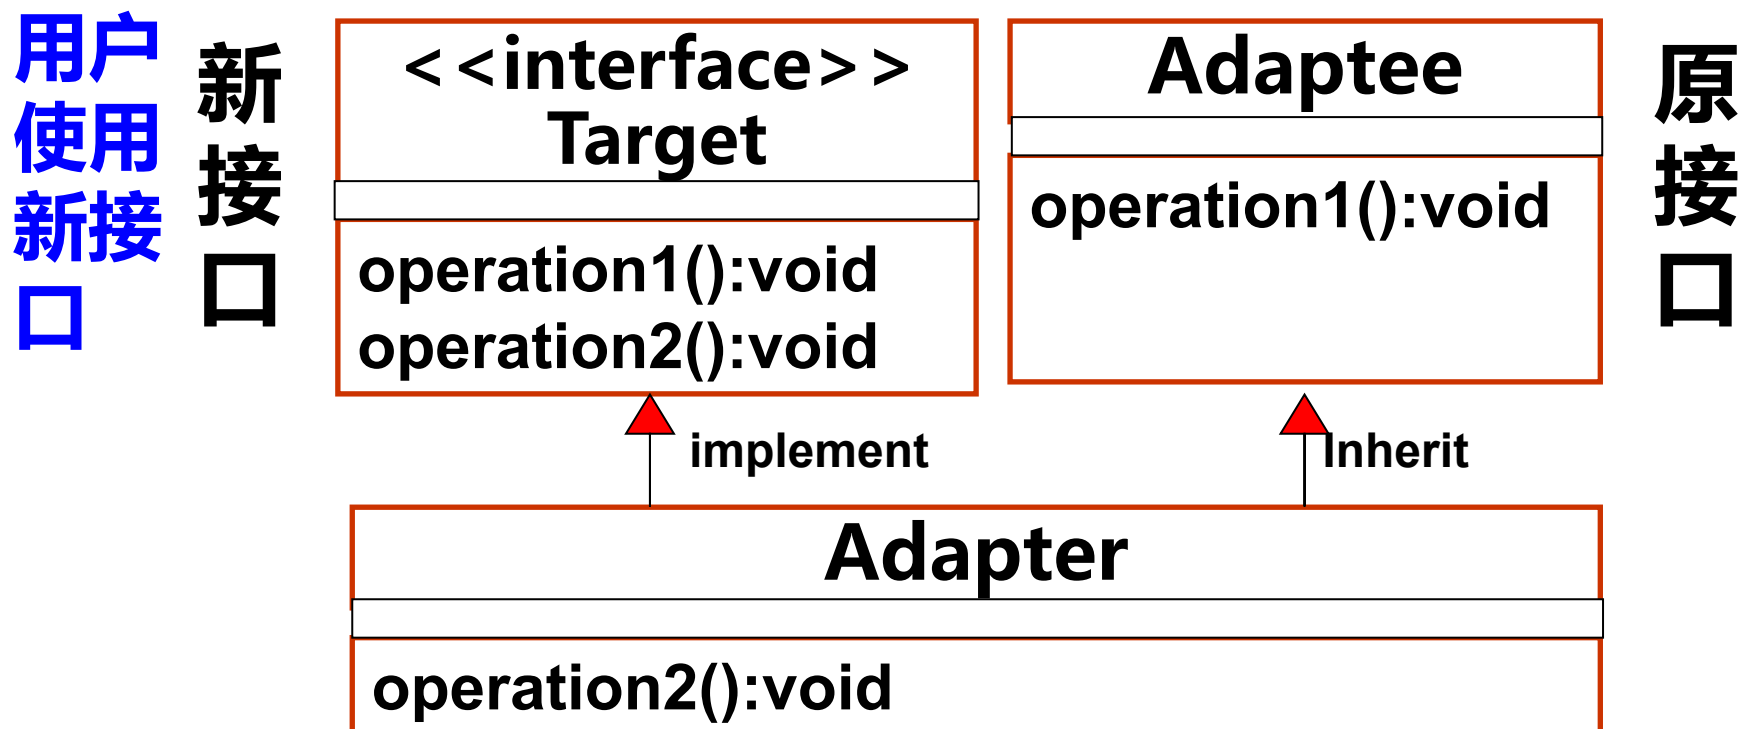 用户
使用
新接
口
新
接
口
<<interface>>
Target
operation1():void
operation2():void
Adaptee
operation1():void
原
接
口
implement
Inherit
Adapter
operation2():void